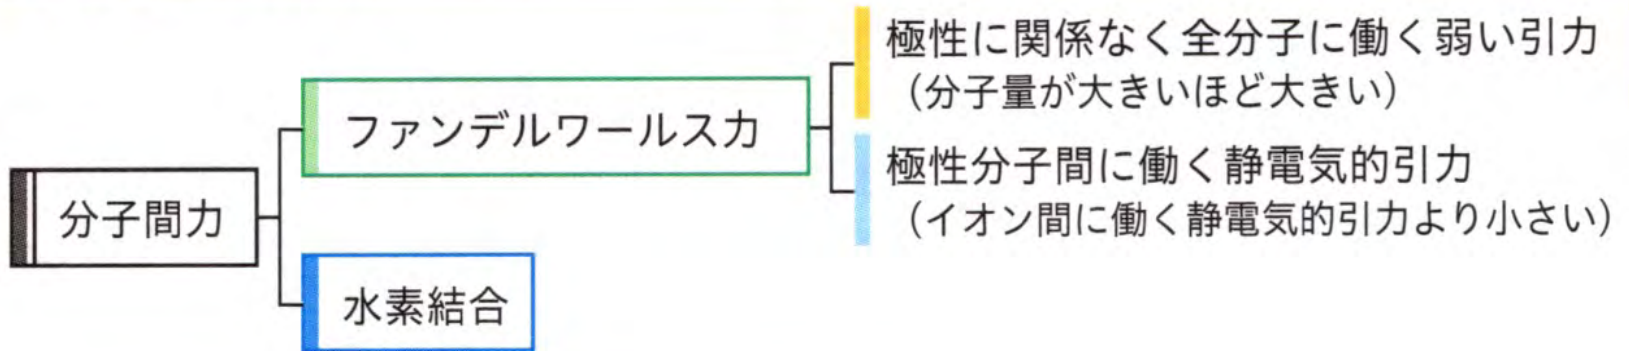 分子間力
ファンデルワールス力
極性に関係なく全分子に働く弱い引力
（分子量が大きいほど大きい）
極性分子間に働く静電気的引力
（イオン間に働く静電気的引力より小さい）
水素結合